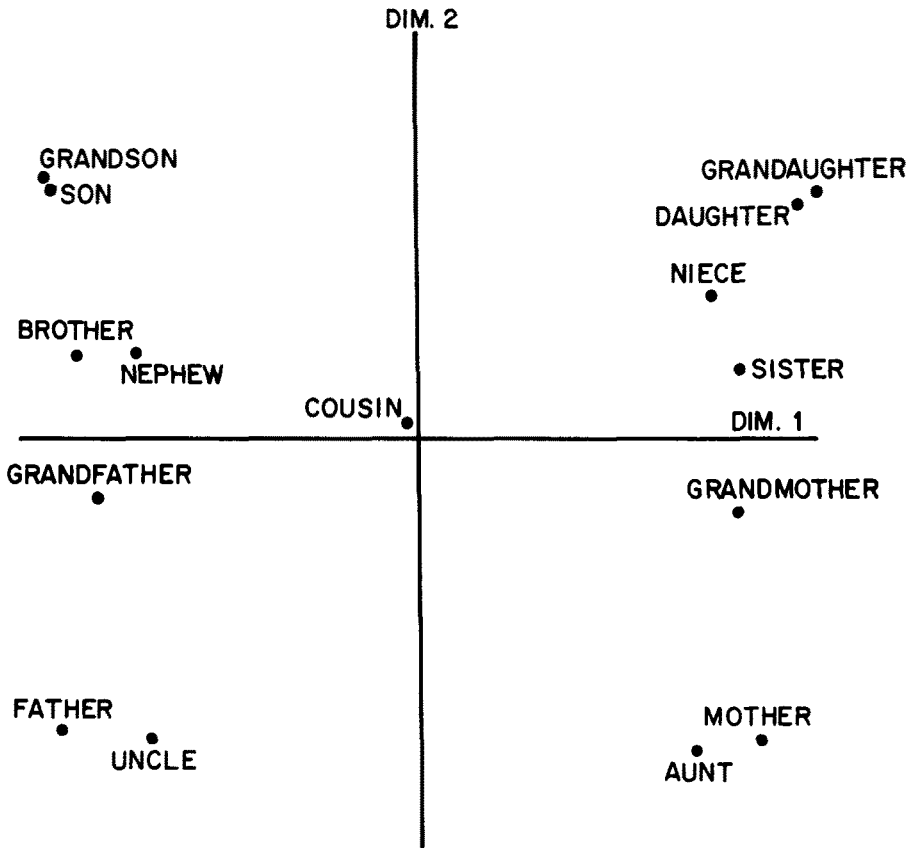 DIM. 2
GRANDSON
SON
GRANDAUGHTER
DAUGHTER
NIECE
BROTHER
NEPHEW
SISTER
COUSIN
DIM. 1
GRANDFATHER
GRANDMOTHER
FATHER
UNCLE
MOTHER
AUNT